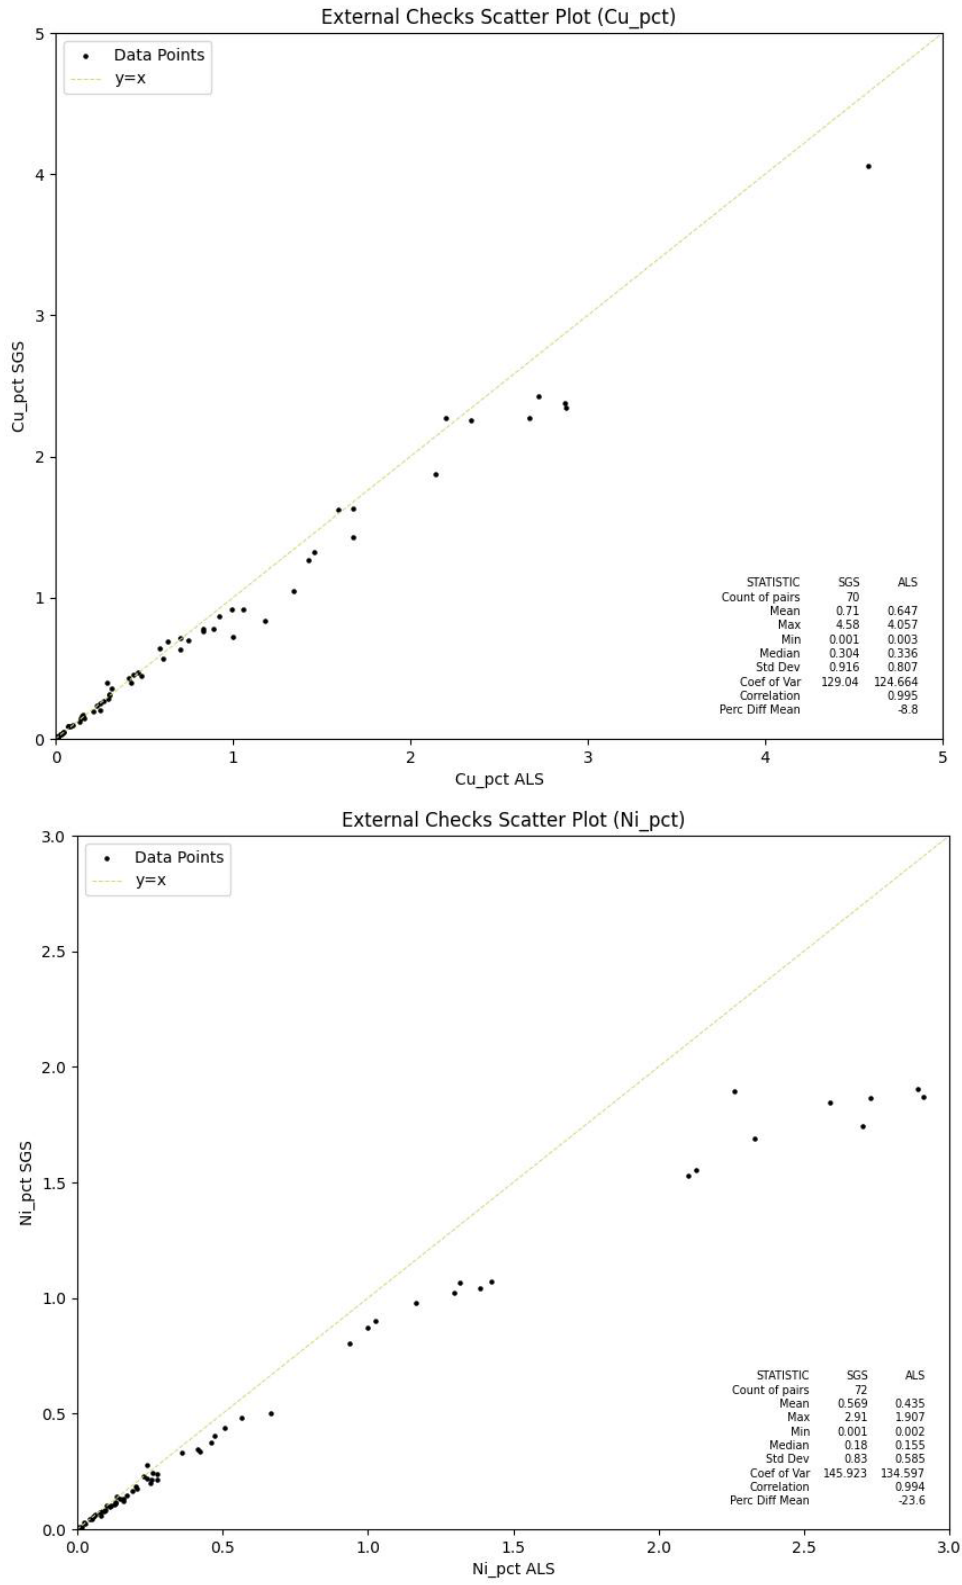 External Checks Scatter Plot (Cu_pct)
5
Data Points
y=x
4
3
Cu_pct SGS
2
STATISTIC SGS ALS
Count of pairs 70
1
Mean 0.71 0.647
Max 4.58 4.057
Min 0.001 0.003
Median 0.304 0.336
Std Dev 0.916 0.807
Coef of Var 129.04 124.664
Correlation 0.995
Perc Diff Mean -8.8
0
0 1 2 3 4 5
Cu_pct ALS
External Checks Scatter Plot (Ni_pct)
3.0
Data Points
y=x
2.5
2.0
1.5
Ni_pct SGS
1.0
STATISTIC SGS ALS
Count of pairs 72
0.5
Mean 0.569 0.435
Max 2.91 1.907
Min 0.001 0.002
Median 0.18 0.155
Std Dev 0.83 0.585
Coef of Var 145.923 134.597
Correlation 0.994
Perc Diff Mean -23.6
0.0
0.0 0.5 1.0 1.5 2.0 2.5 3.0
Ni_pct ALS